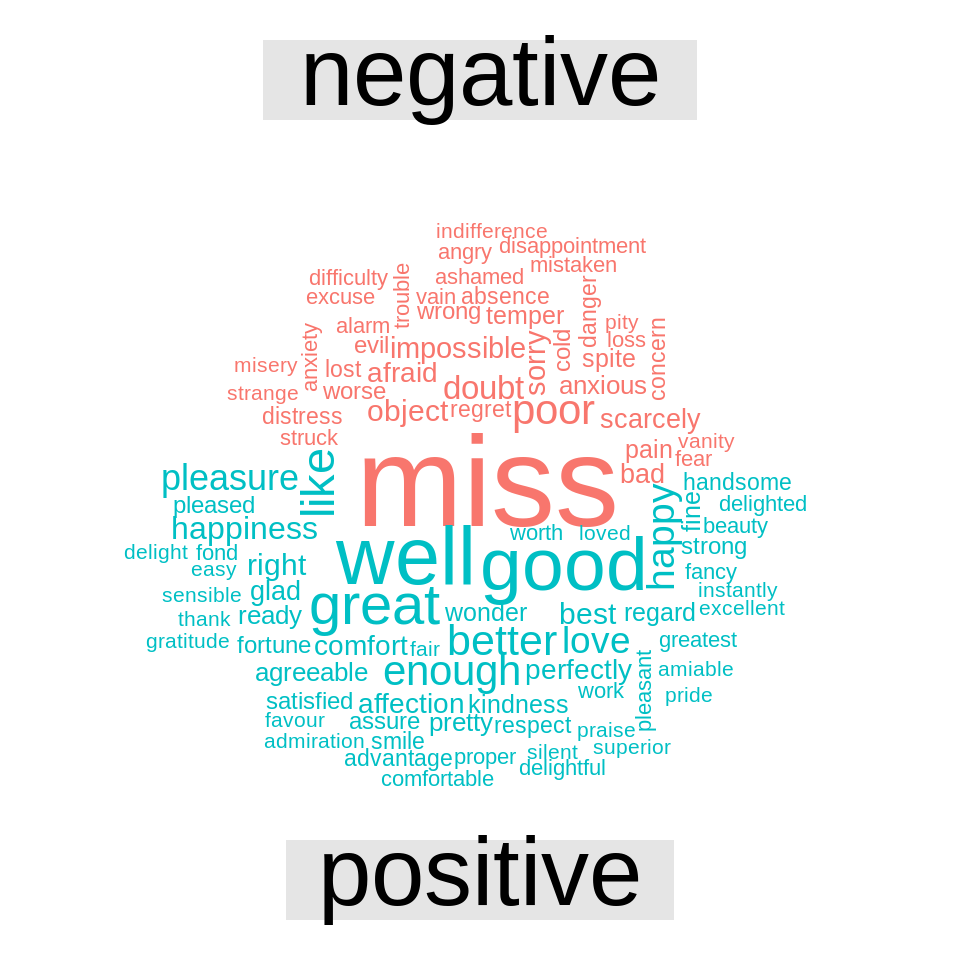 negative
indifference
angry
disappointment
mistaken
difficulty
trouble
ashamed
excuse
vain
absence
danger
wrong
temper
alarm
pity
anxiety
evil
impossible
sorry
cold
loss
concern
misery
lost
afraid
spite
strange
worse
doubt
anxious
distress
object
regret
poor
scarcely
struck
miss
pain
vanity
fear
bad
pleasure
like
handsome
pleased
happy
fine
delighted
happiness
worth
loved
beauty
delight
fond
well
good
strong
easy
right
fancy
sensible
glad
instantly
thank
ready
great
wonder
best
regard
excellent
gratitude
fortune
comfort
fair
better
love
greatest
agreeable
enough
perfectly
pleasant
amiable
satisfied
affection
kindness
work
pride
favour
assure
pretty
respect
praise
admiration
smile
silent
superior
advantage
proper
delightful
comfortable
positive